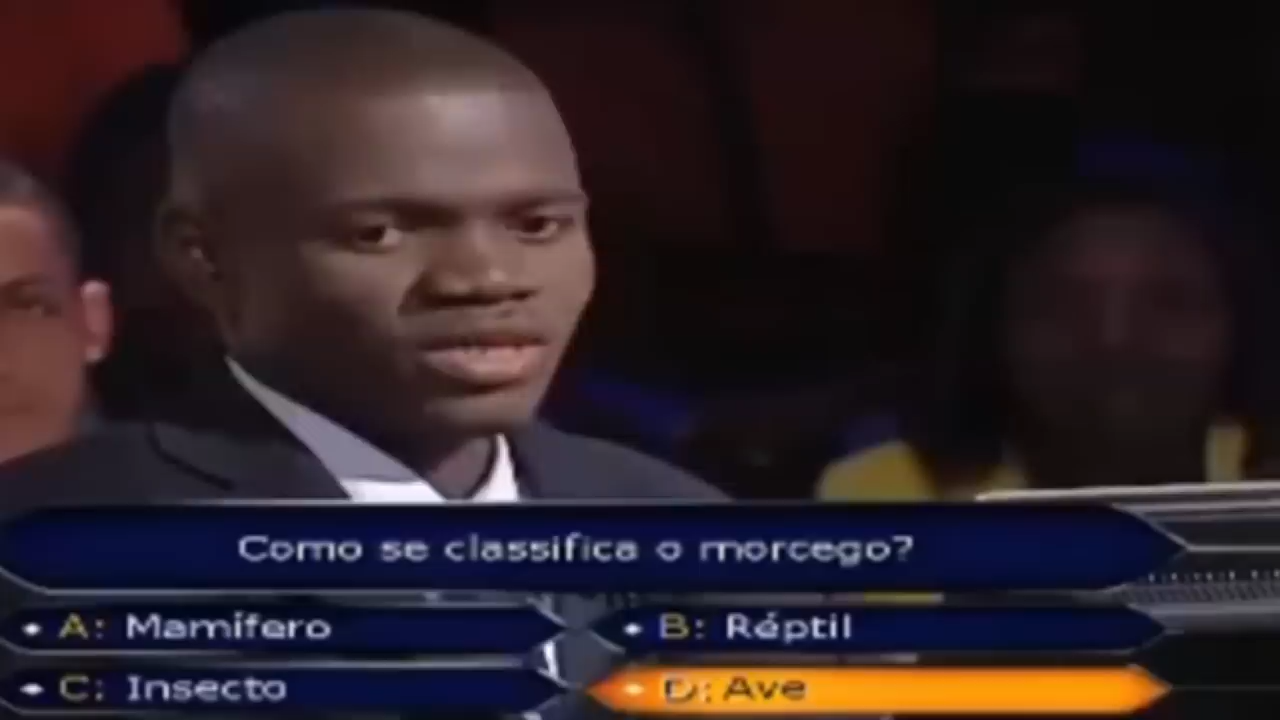 Como se classifica o morcego?
A: Mamífero
B: Réptil
C: Insecto
D: Ave